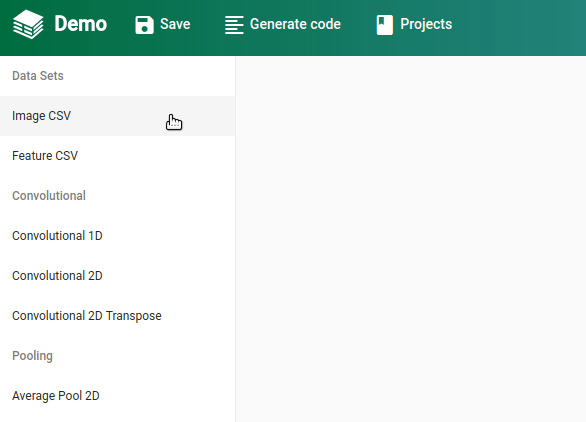 Demo Save Generate code Projects
Data Sets
Image CSV
Feature CSV
Convolutional
Convolutional 1D
Convolutional 2D
Convolutional 2D Transpose
Pooling
Average Pool 2D